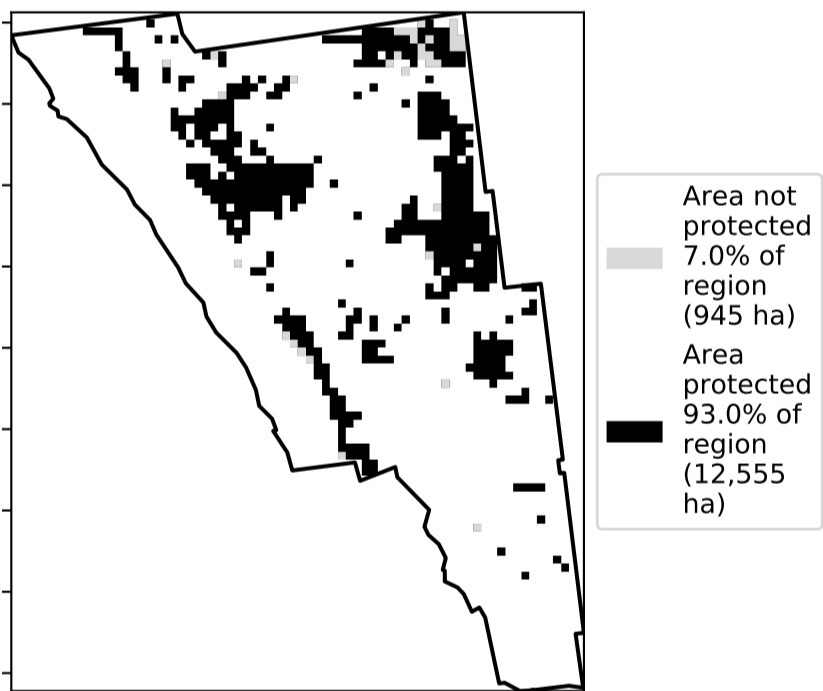 Area not
protected
7.0% of
region
(945 ha)
Area
protected
93.0% of
region
(12,555
ha)